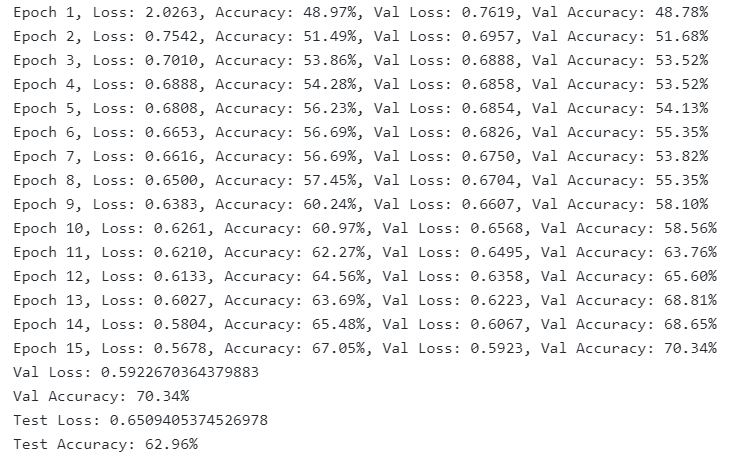 Epoch 1, Loss: 2.0263, Accuracy: 48.97%, Val Loss: 0.7619, Val Accuracy: 48.78%
Epoch 2, Loss: 0.7542, Accuracy: 51.49%, Val Loss: 0.6957, Val Accuracy: 51.68%
Epoch 3, Loss: 0.7010, Accuracy: 53.86%, Val Loss: 0.6888, Val Accuracy: 53.52%
Epoch 4, Loss: 0.6888, Accuracy: 54.28%, Val Loss: 0.6858, Val Accuracy: 53.52%
Epoch 5, Loss: 0.6808, Accuracy: 56.23%, Val Loss: 0.6854, Val Accuracy: 54.13%
Epoch 6, Loss: 0.6653, Accuracy: 56.69%, Val Loss: 0.6826, Val Accuracy: 55.35%
Epoch 7, Loss: 0.6616, Accuracy: 56.69%, Val Loss: 0.6750, Val Accuracy: 53.82%
Epoch 8, Loss: 0.6500, Accuracy: 57.45%, Val Loss: 0.6704, Val Accuracy: 55.35%
Epoch 9, Loss: 0.6383, Accuracy: 60.24%, Val Loss: 0.6607, Val Accuracy: 58.10%
Epoch 10, Loss: 0.6261, Accuracy: 60.97%, Val Loss: 0.6568, Val Accuracy: 58.56%
Epoch 11, Loss: 0.6210, Accuracy: 62.27%, Val Loss: 0.6495, Val Accuracy: 63.76%
Epoch 12, Loss: 0.6133, Accuracy: 64.56%, Val Loss: 0.6358, Val Accuracy: 65.60%
Epoch 13, Loss: 0.6027, Accuracy: 63.69%, Val Loss: 0.6223, Val Accuracy: 68.81%
Epoch 14, Loss: 0.5804, Accuracy: 65.48%, Val Loss: 0.6067, Val Accuracy: 68.65%
Epoch 15, Loss: 0.5678, Accuracy: 67.05%, Val Loss: 0.5923, Val Accuracy: 70.34%
Val Loss: 0.5922670364379883
Val Accuracy: 70.34%
Test Loss: 0.6509405374526978
Test Accuracy: 62.96%